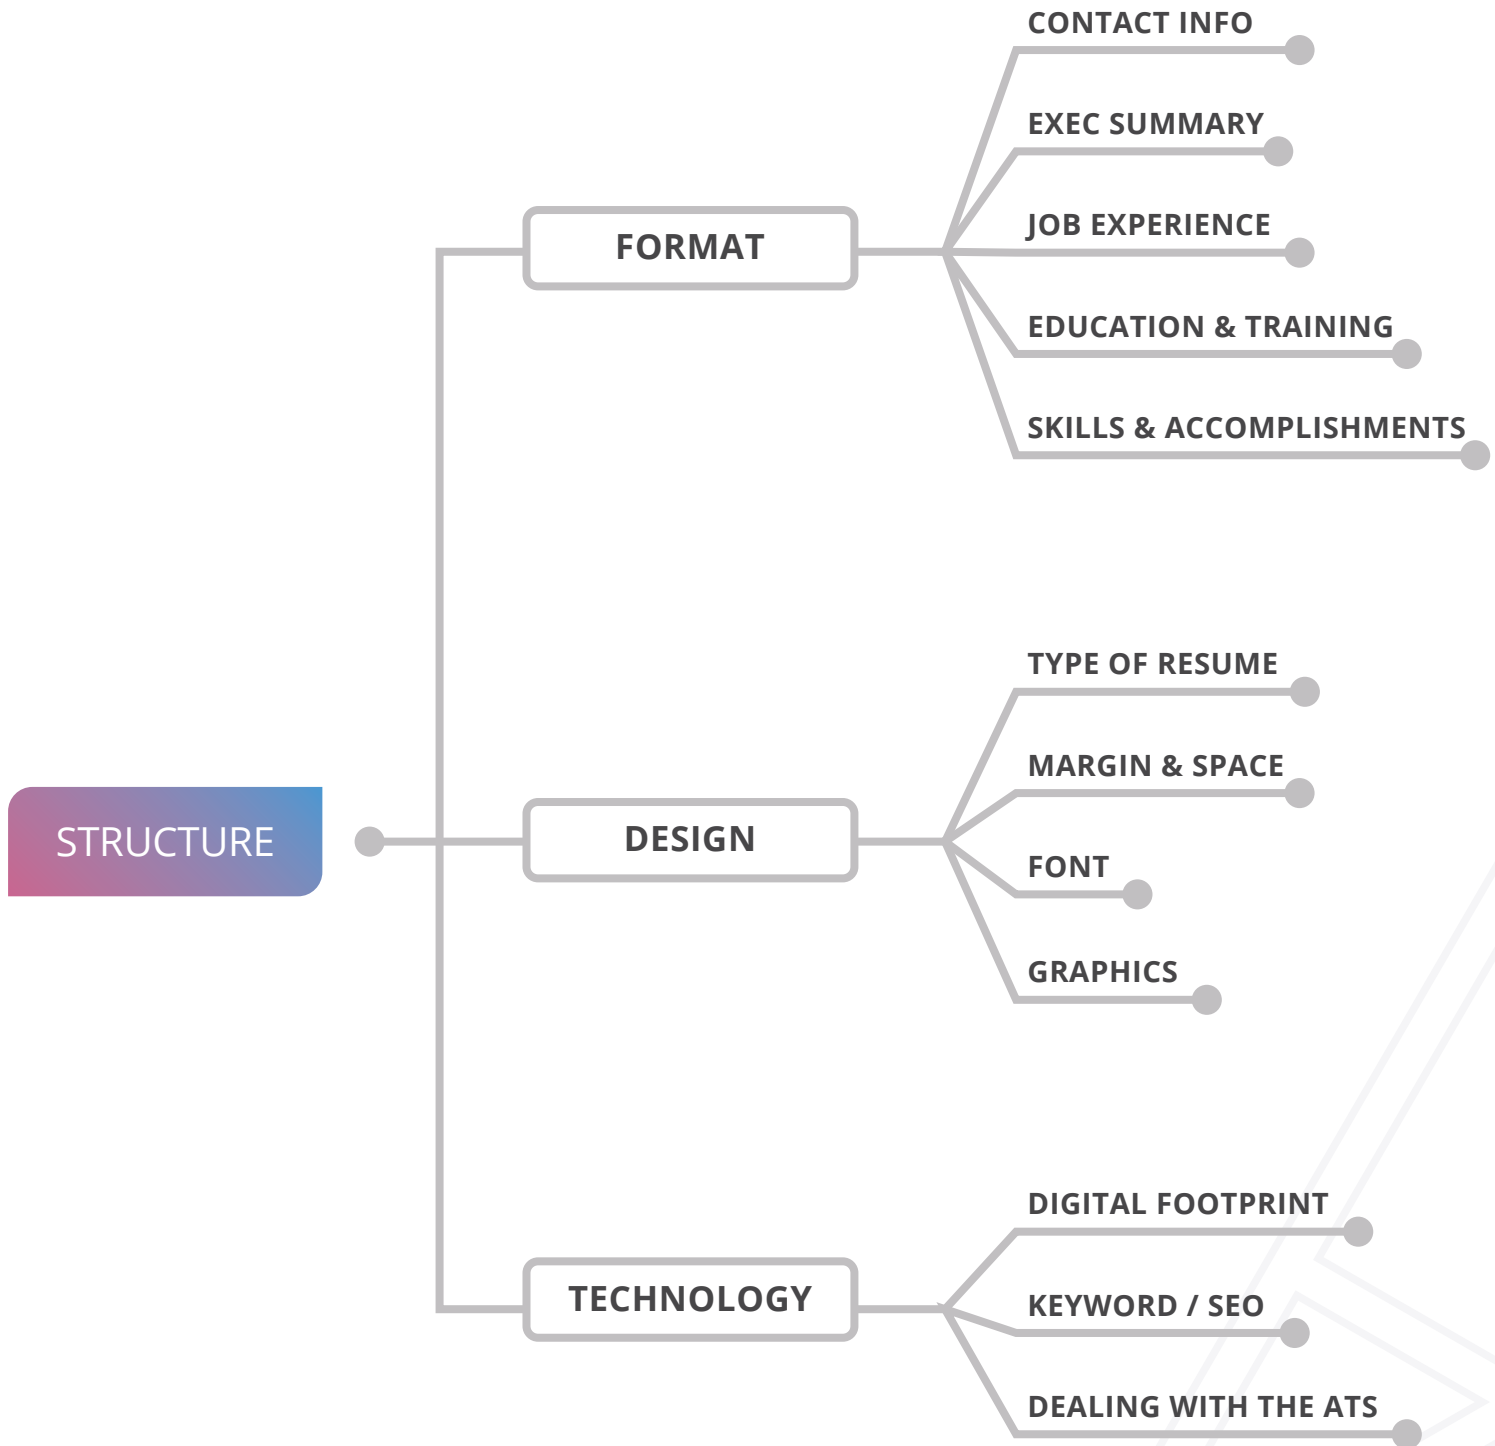 STRUCTURE
FORMAT
CONTACT INFO
EXEC SUMMARY
JOB EXPERIENCE
EDUCATION & TRAINING
SKILLS & ACCOMPLISHMENTS
DESIGN
TYPE OF RESUME
MARGIN & SPACE
FONT
GRAPHICS
TECHNOLOGY
DIGITAL FOOTPRINT
KEYWORD / SEO
DEALING WITH THE ATS